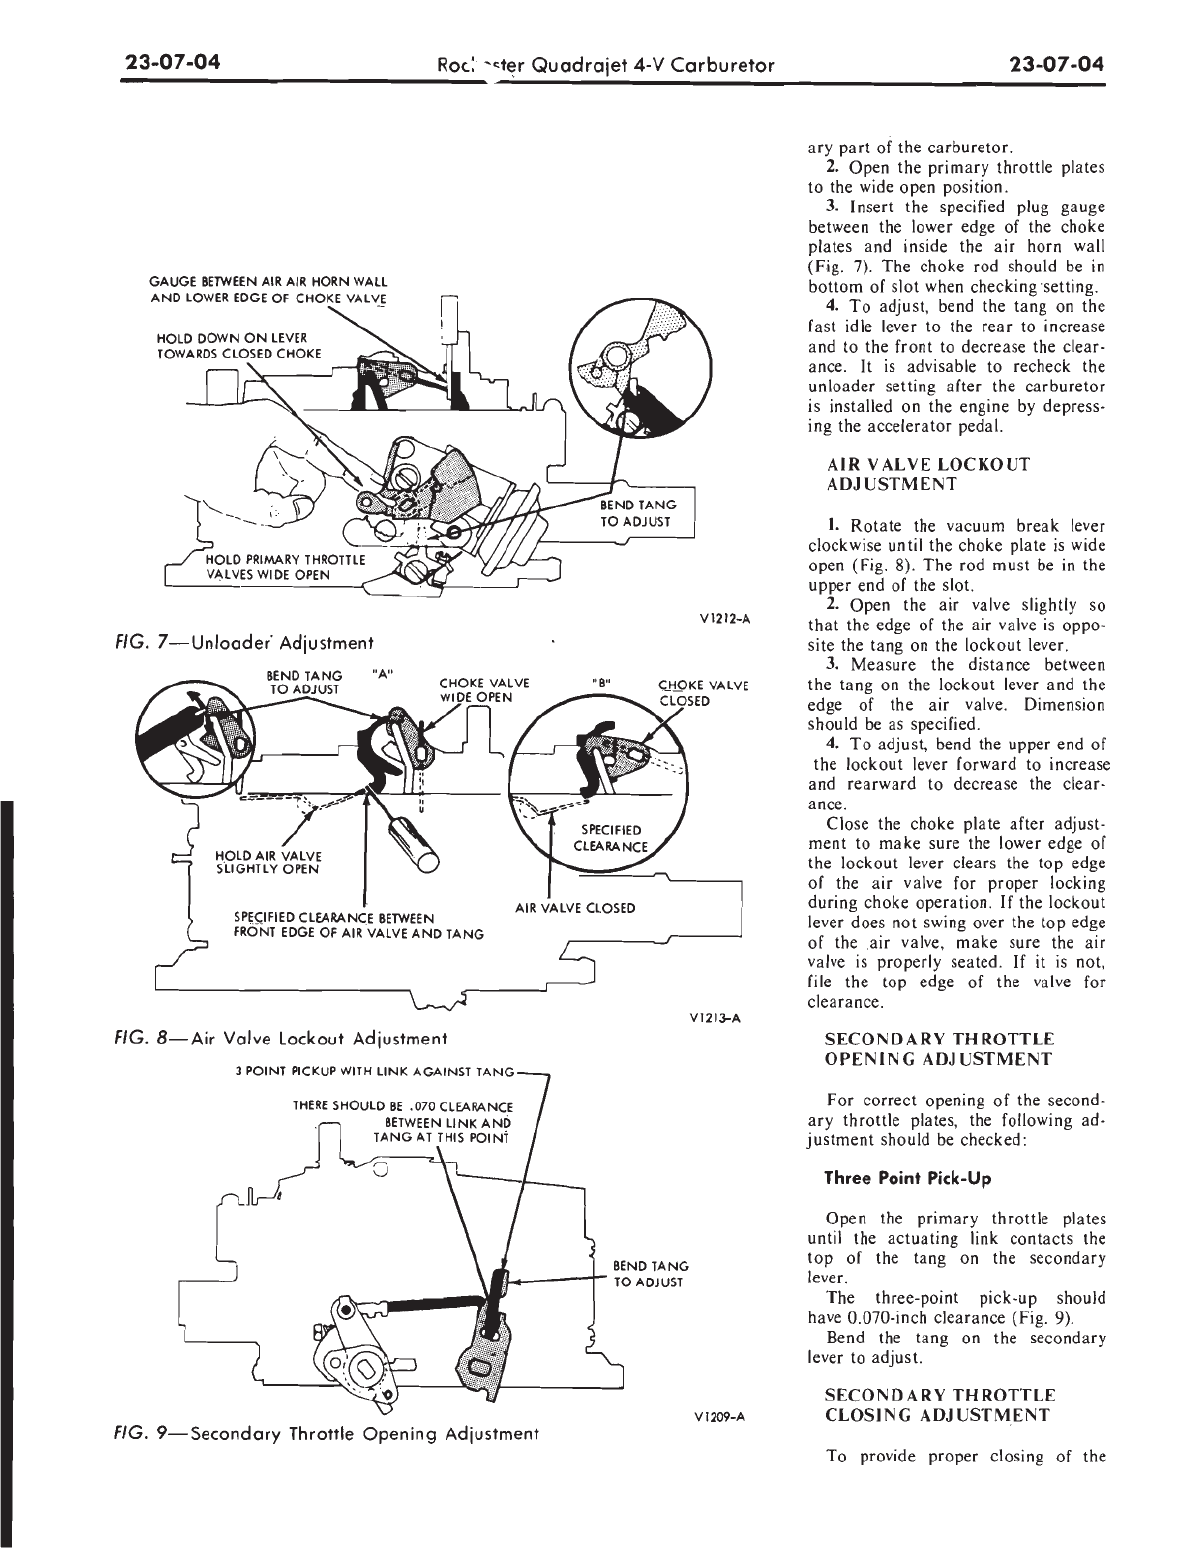 23-07-04 Quadrajet 4-V Carburetor 23-07-04
GAUGE BETWEEN AIR AIR HORN WALL
AND LOWER EDGE OF CHOKE VALVE
HOLD DOWN ON LEVER
TOWARDS CLOSED CHOKE
BEND TANG
TO ADJUST
HOLD PRIMARY THROTTLE
VALVES WIDE OPEN
V1212-A
FIG. 7—Unloader Adjustment
BEND TANG
TO ADJUST
"A"
CHOKE VALVE
WIDE OPEN
"B"
CHOKE VALVE
CLOSED
SPECIFIED
CLEARANCE
HOLD AIR VALVE
SLIGHTLY OPEN
SPECIFIED CLEARANCE BETWEEN
FRONT EDGE OF AIR VALVE AND TANG
AIR VALVE CLOSED
V1213-A
FIG. 8—Air Valve Lockout Adjustment
3 POINT PICKUP WITH LINK AGAINST TANG
THERE SHOULD BE .070 CLEARANCE
BETWEEN LINK AND
TANG AT THIS POINT
BEND TANG
TO ADJUST
V1209-A
FIG. 9—Secondary Throttle Opening Adjustment
ary part of the carburetor.
2. Open the primary throttle plates
to the wide open position.
3. Insert the specified plug gauge
between the lower edge of the choke
plates and inside the air horn wall
(Fig. 7). The choke rod should be in
bottom of slot when checking setting.
4. To adjust, bend the tang on the
fast idle lever to the rear to increase
and to the front to decrease the clear-
ance. It is advisable to recheck the
unloader setting after the carburetor
is installed on the engine by depress-
ing the accelerator pedal.
AIR VALVE LOCKOUT
ADJUSTMENT
1. Rotate the vacuum break lever
clockwise until the choke plate is wide
open (Fig. 8). The rod must be in the
upper end of the slot.
2. Open the air valve slightly so
that the edge of the air valve is oppo-
site the tang on the lockout lever.
3. Measure the distance between
the tang on the lockout lever and the
edge of the air valve. Dimension
should be as specified.
4. To adjust, bend the upper end of
the lockout lever forward to increase
and rearward to decrease the clear-
ance.
Close the choke plate after adjust-
ment to make sure the lower edge of
the lockout lever clears the top edge
of the air valve for proper locking
during choke operation. If the lockout
lever does not swing over the top edge
of the air valve, make sure the air
valve is properly seated. If it is not,
file the top edge of the valve for
clearance.
SECONDARY THROTTLE
OPENING ADJUSTMENT
For correct opening of the second-
ary throttle plates, the following ad-
justment should be checked:
Three Point Pick-Up
Open the primary throttle plates
until the actuating link contacts the
top of the tang on the secondary
lever.
The three-point pick-up should
have 0.070-inch clearance (Fig. 9).
Bend the tang on the secondary
lever to adjust.
SECONDARY THROTTLE
CLOSING ADJUSTMENT
To provide proper closing of the